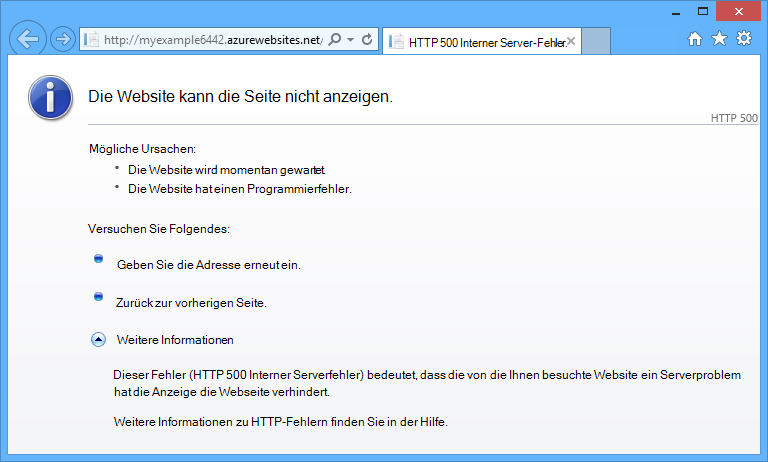 http://myexample6442.azurewebsites.net/
HTTP 500 Interner Server-Fehler
Die Website kann die Seite nicht anzeigen.
HTTP 500
Mögliche Ursachen:
• Die Website wird momentan gewartet.
• Die Website hat einen Programmierfehler.
Versuchen Sie Folgendes:
Geben Sie die Adresse erneut ein.
Zurück zur vorherigen Seite.
Weitere Informationen
Dieser Fehler (HTTP 500 Interner Serverfehler) bedeutet, dass die von die Ihnen besuchte Website ein Serverproblem
hat die Anzeige die Webseite verhindert.
Weitere Informationen zu HTTP-Fehlern finden Sie in der Hilfe.